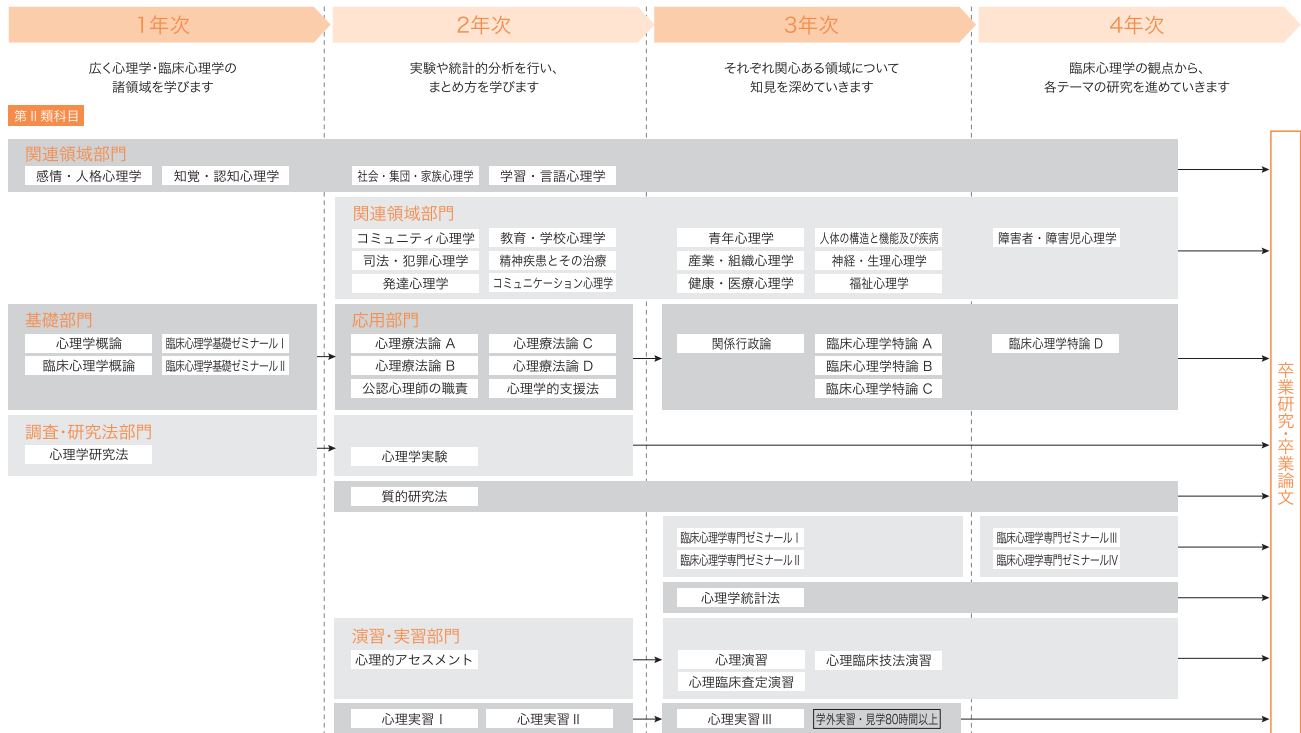 1年次
2年次
3年次
4年次
広く心理学・臨床心理学の
諸領域を学びます
実験や統計的分析を行い、
まとめ方を学びます
それぞれ関心ある領域について
知見を深めていきます
臨床心理学の観点から、
各テーマの研究を進めていきます
第Ⅱ類科目
関連領域部門
感情・人格心理学
知覚・認知心理学
社会・集団・家族心理学
学習・言語心理学
関連領域部門
コミュニティ心理学
教育・学校心理学
青年心理学
人体の構造と機能及び疾病
障害者・障害児心理学
司法・犯罪心理学
精神疾患とその治療
産業・組織心理学
神経・生理心理学
発達心理学
コミュニケーション心理学
健康・医療心理学
福祉心理学
基礎部門
心理学概論
臨床心理学基礎ゼミナールⅠ
臨床心理学概論
臨床心理学基礎ゼミナールⅡ
応用部門
心理療法論 A
心理療法論 C
心理療法論 B
心理療法論 D
公認心理師の職責
心理学的支援法
関係行政論
臨床心理学特論 A
臨床心理学特論 B
臨床心理学特論 C
臨床心理学特論 D
調査・研究法部門
心理学研究法
心理学実験
質的研究法
臨床心理学専門ゼミナールⅠ
臨床心理学専門ゼミナールⅡ
臨床心理学専門ゼミナールⅢ
臨床心理学専門ゼミナールⅣ
心理学統計法
演習・実習部門
心理的アセスメント
心理演習
心理臨床技法演習
心理臨床査定演習
心理実習Ⅰ
心理実習Ⅱ
心理実習Ⅲ
学外実習・見学80時間以上
卒業研究・卒業論文